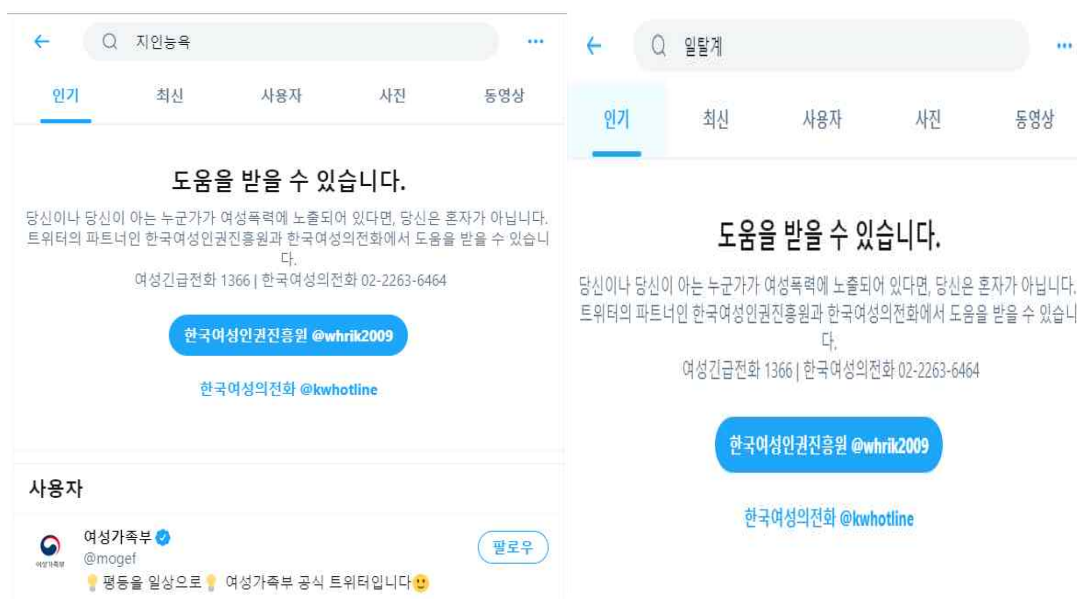 지인능욕
인기 최신 사용자 사진 동영상
도움을 받을 수 있습니다.
당신이나 당신이 아는 누군가가 여성폭력에 노출되어 있다면, 당신은 혼자가 아닙니다.
트위터의 파트너인 한국여성인권진흥원과 한국여성의전화에서 도움을 받을 수 있습니
다.
여성긴급전화 1366 | 한국여성의전화 02-2263-6464
한국여성인권진흥원 @whrik2009
한국여성의전화 @kwhotline
사용자
여성가족부
@mogef
여성가족부
팔로우
평등을 일상으로 여성가족부 공식 트위터입니다
일탈계
인기 최신 사용자 사진 동영상
도움을 받을 수 있습니다.
당신이나 당신이 아는 누군가가 여성폭력에 노출되어 있다면, 당신은 혼자가 아닙니다.
트위터의 파트너인 한국여성인권진흥원과 한국여성의전화에서 도움을 받을 수 있습니
다.
여성긴급전화 1366 | 한국여성의전화 02-2263-6464
한국여성인권진흥원 @whrik2009
한국여성의전화 @kwhotline